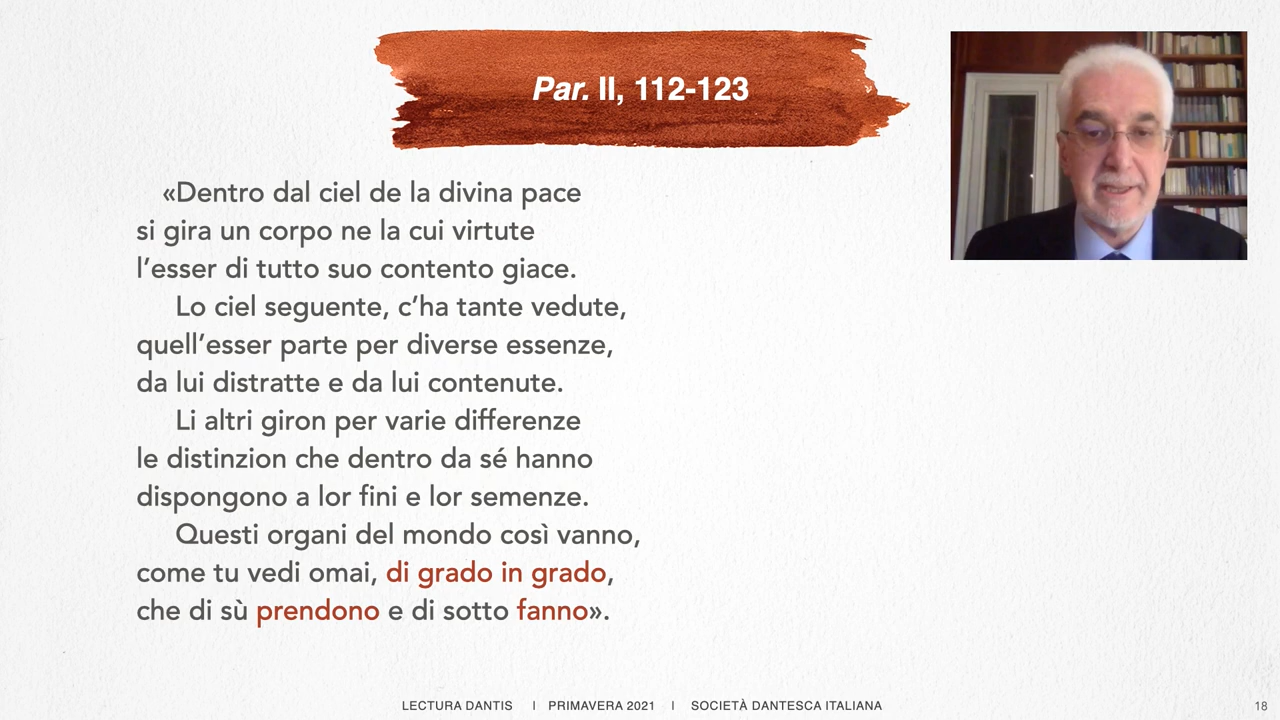 Par. II, 112-123
«Dentro dal ciel de la divina pace
si gira un corpo ne la cui virtute
l’esser di tutto suo contento giace.
Lo ciel seguente, c’ha tante vedute,
quell’esser parte per diverse essenze,
da lui distratte e da lui contenute.
Li altri giron per varie differenze
le distinzion che dentro da sé hanno
dispongono a lor fini e lor semenze.
Questi organi del mondo così vanno,
come tu vedi omai, di grado in grado,
che di sù prendono e di sotto fanno».
LECTURA DANTIS I PRIMAVERA 2021 I SOCIETÀ DANTESCA ITALIANA
18